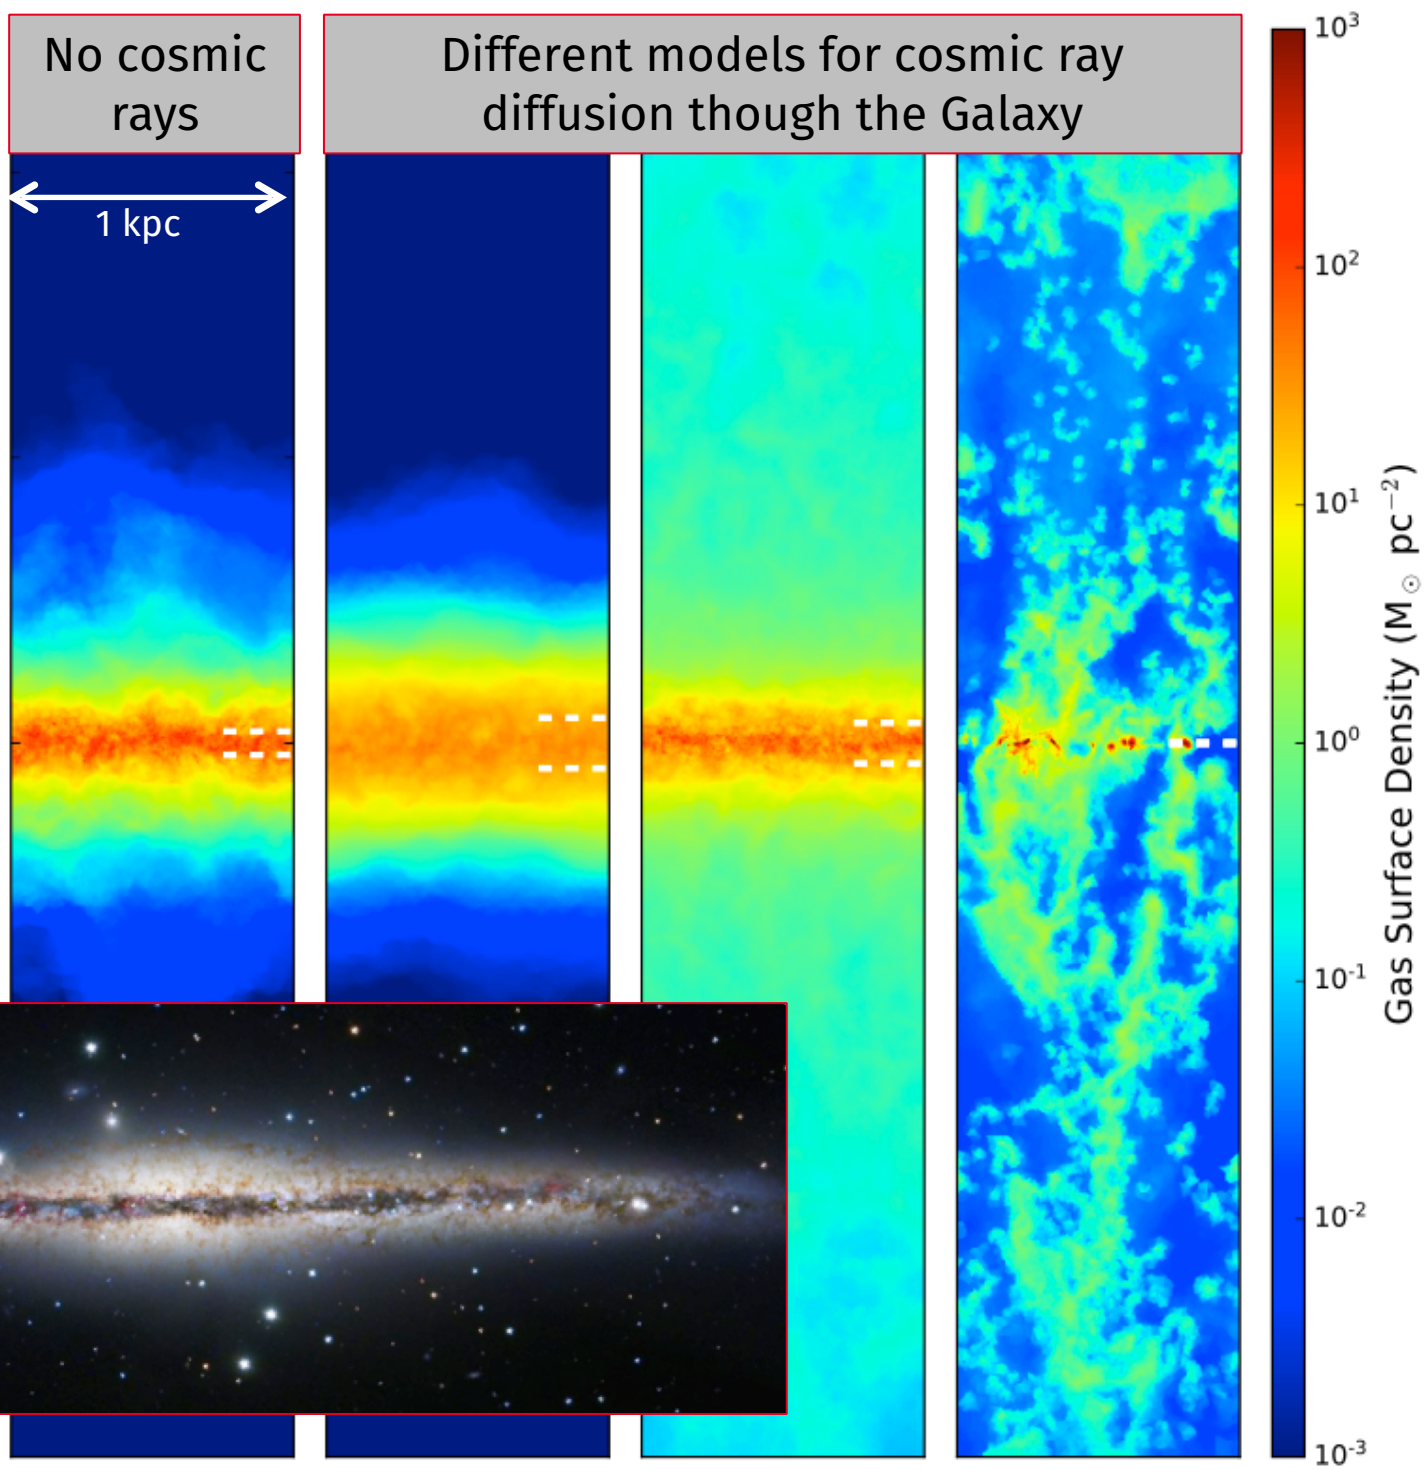 No cosmic
rays
Different models for cosmic ray
diffusion though the Galaxy
1 kpc
10³
10²
10¹
10⁰
10⁻¹
10⁻²
10⁻³
Gas Surface Density (M⊙ pc⁻²)